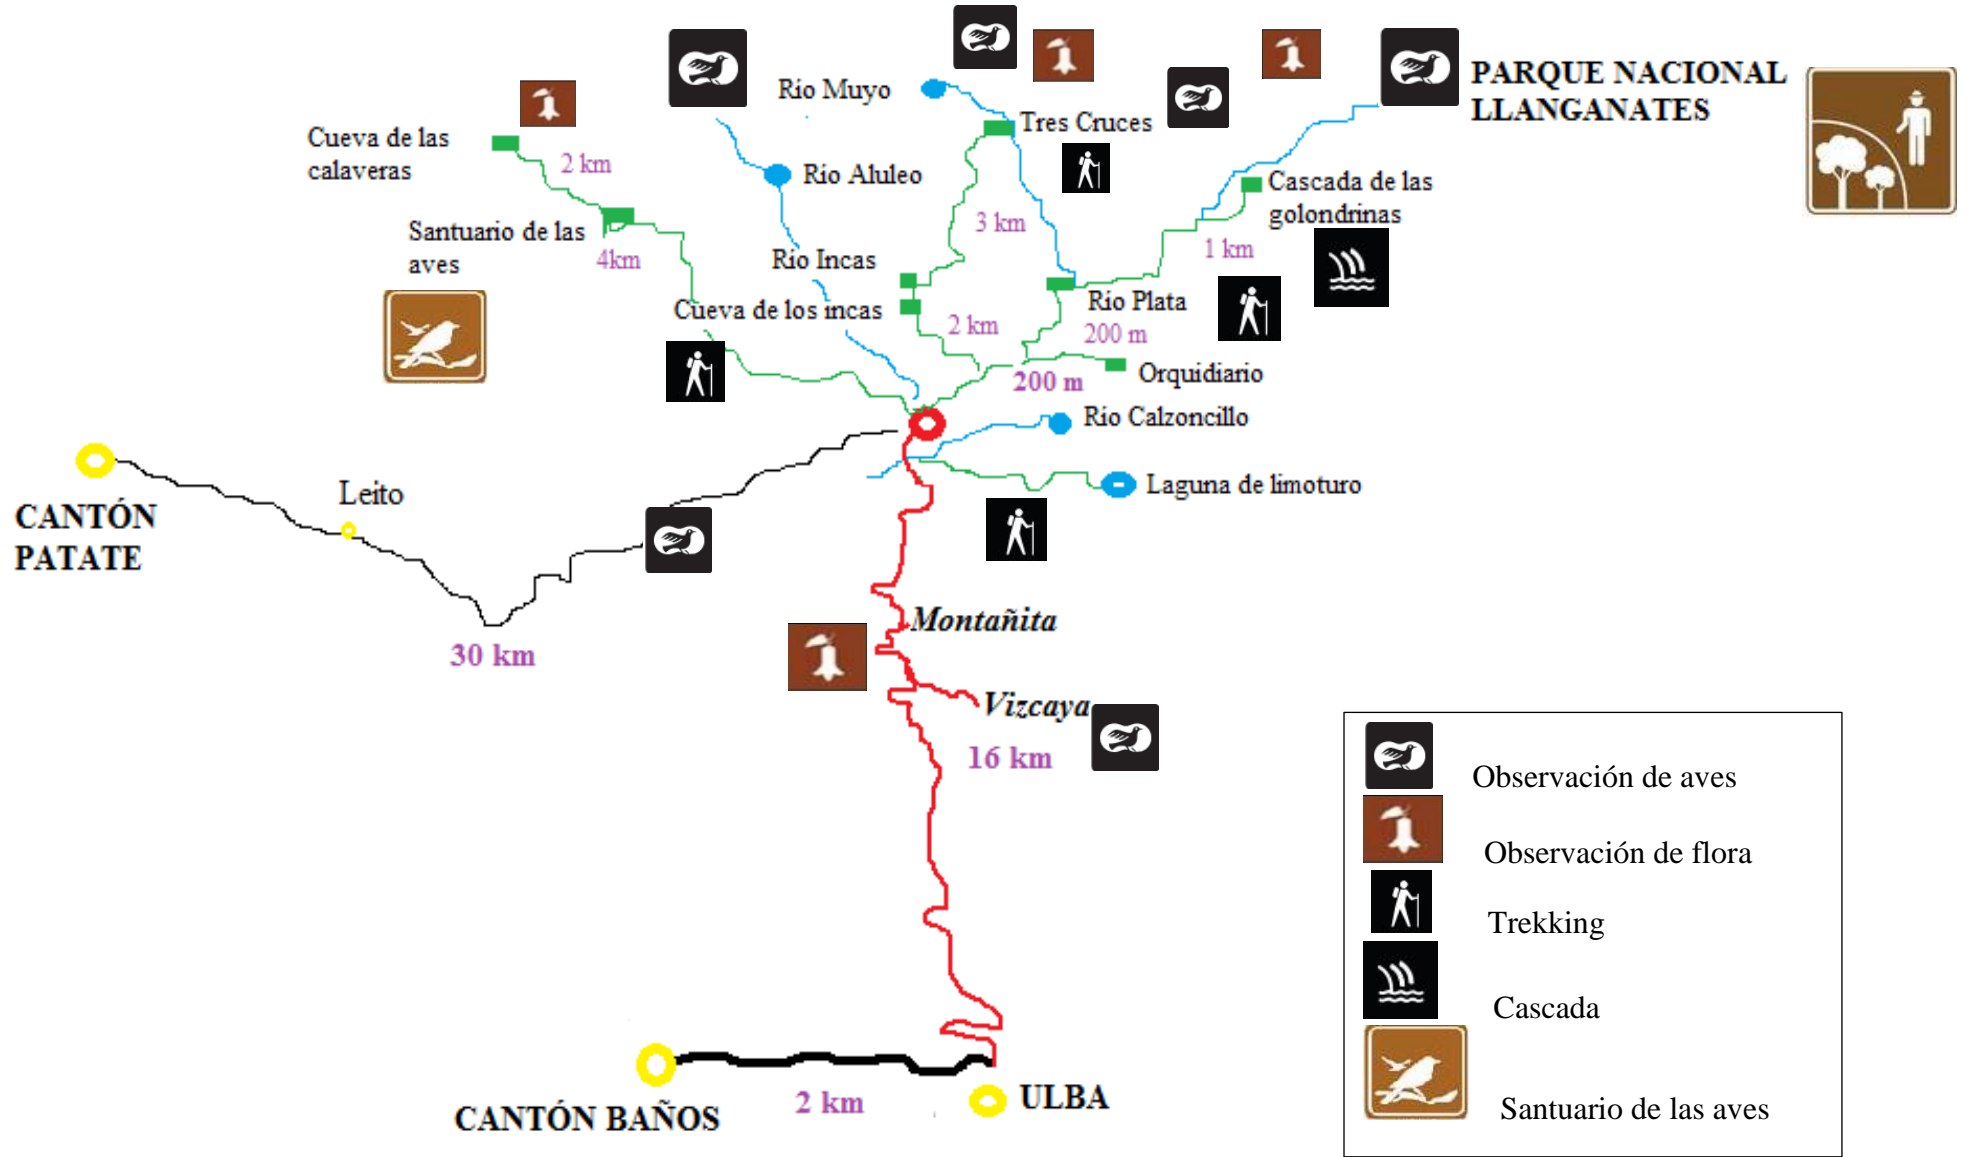 Río Muyo
PARQUE NACIONAL
LLANGANATES
Tres Cruces
Cueva de las
calaveras
2 km
Río Aluleo
Cascada de las
golondrinas
Santuario de las
aves
4km
3 km
1 km
Río Incas
Cueva de los incas
2 km
Río Plata
200 m
200 m
Orquidiario
Río Calzoncillo
Leito
Laguna de limoturo
CANTÓN
PATATE
30 km
Montañita
Vizcaya
16 km
CANTÓN BAÑOS
2 km
ULBA
Observación de aves
Observación de flora
Trekking
Cascada
Santuario de las aves